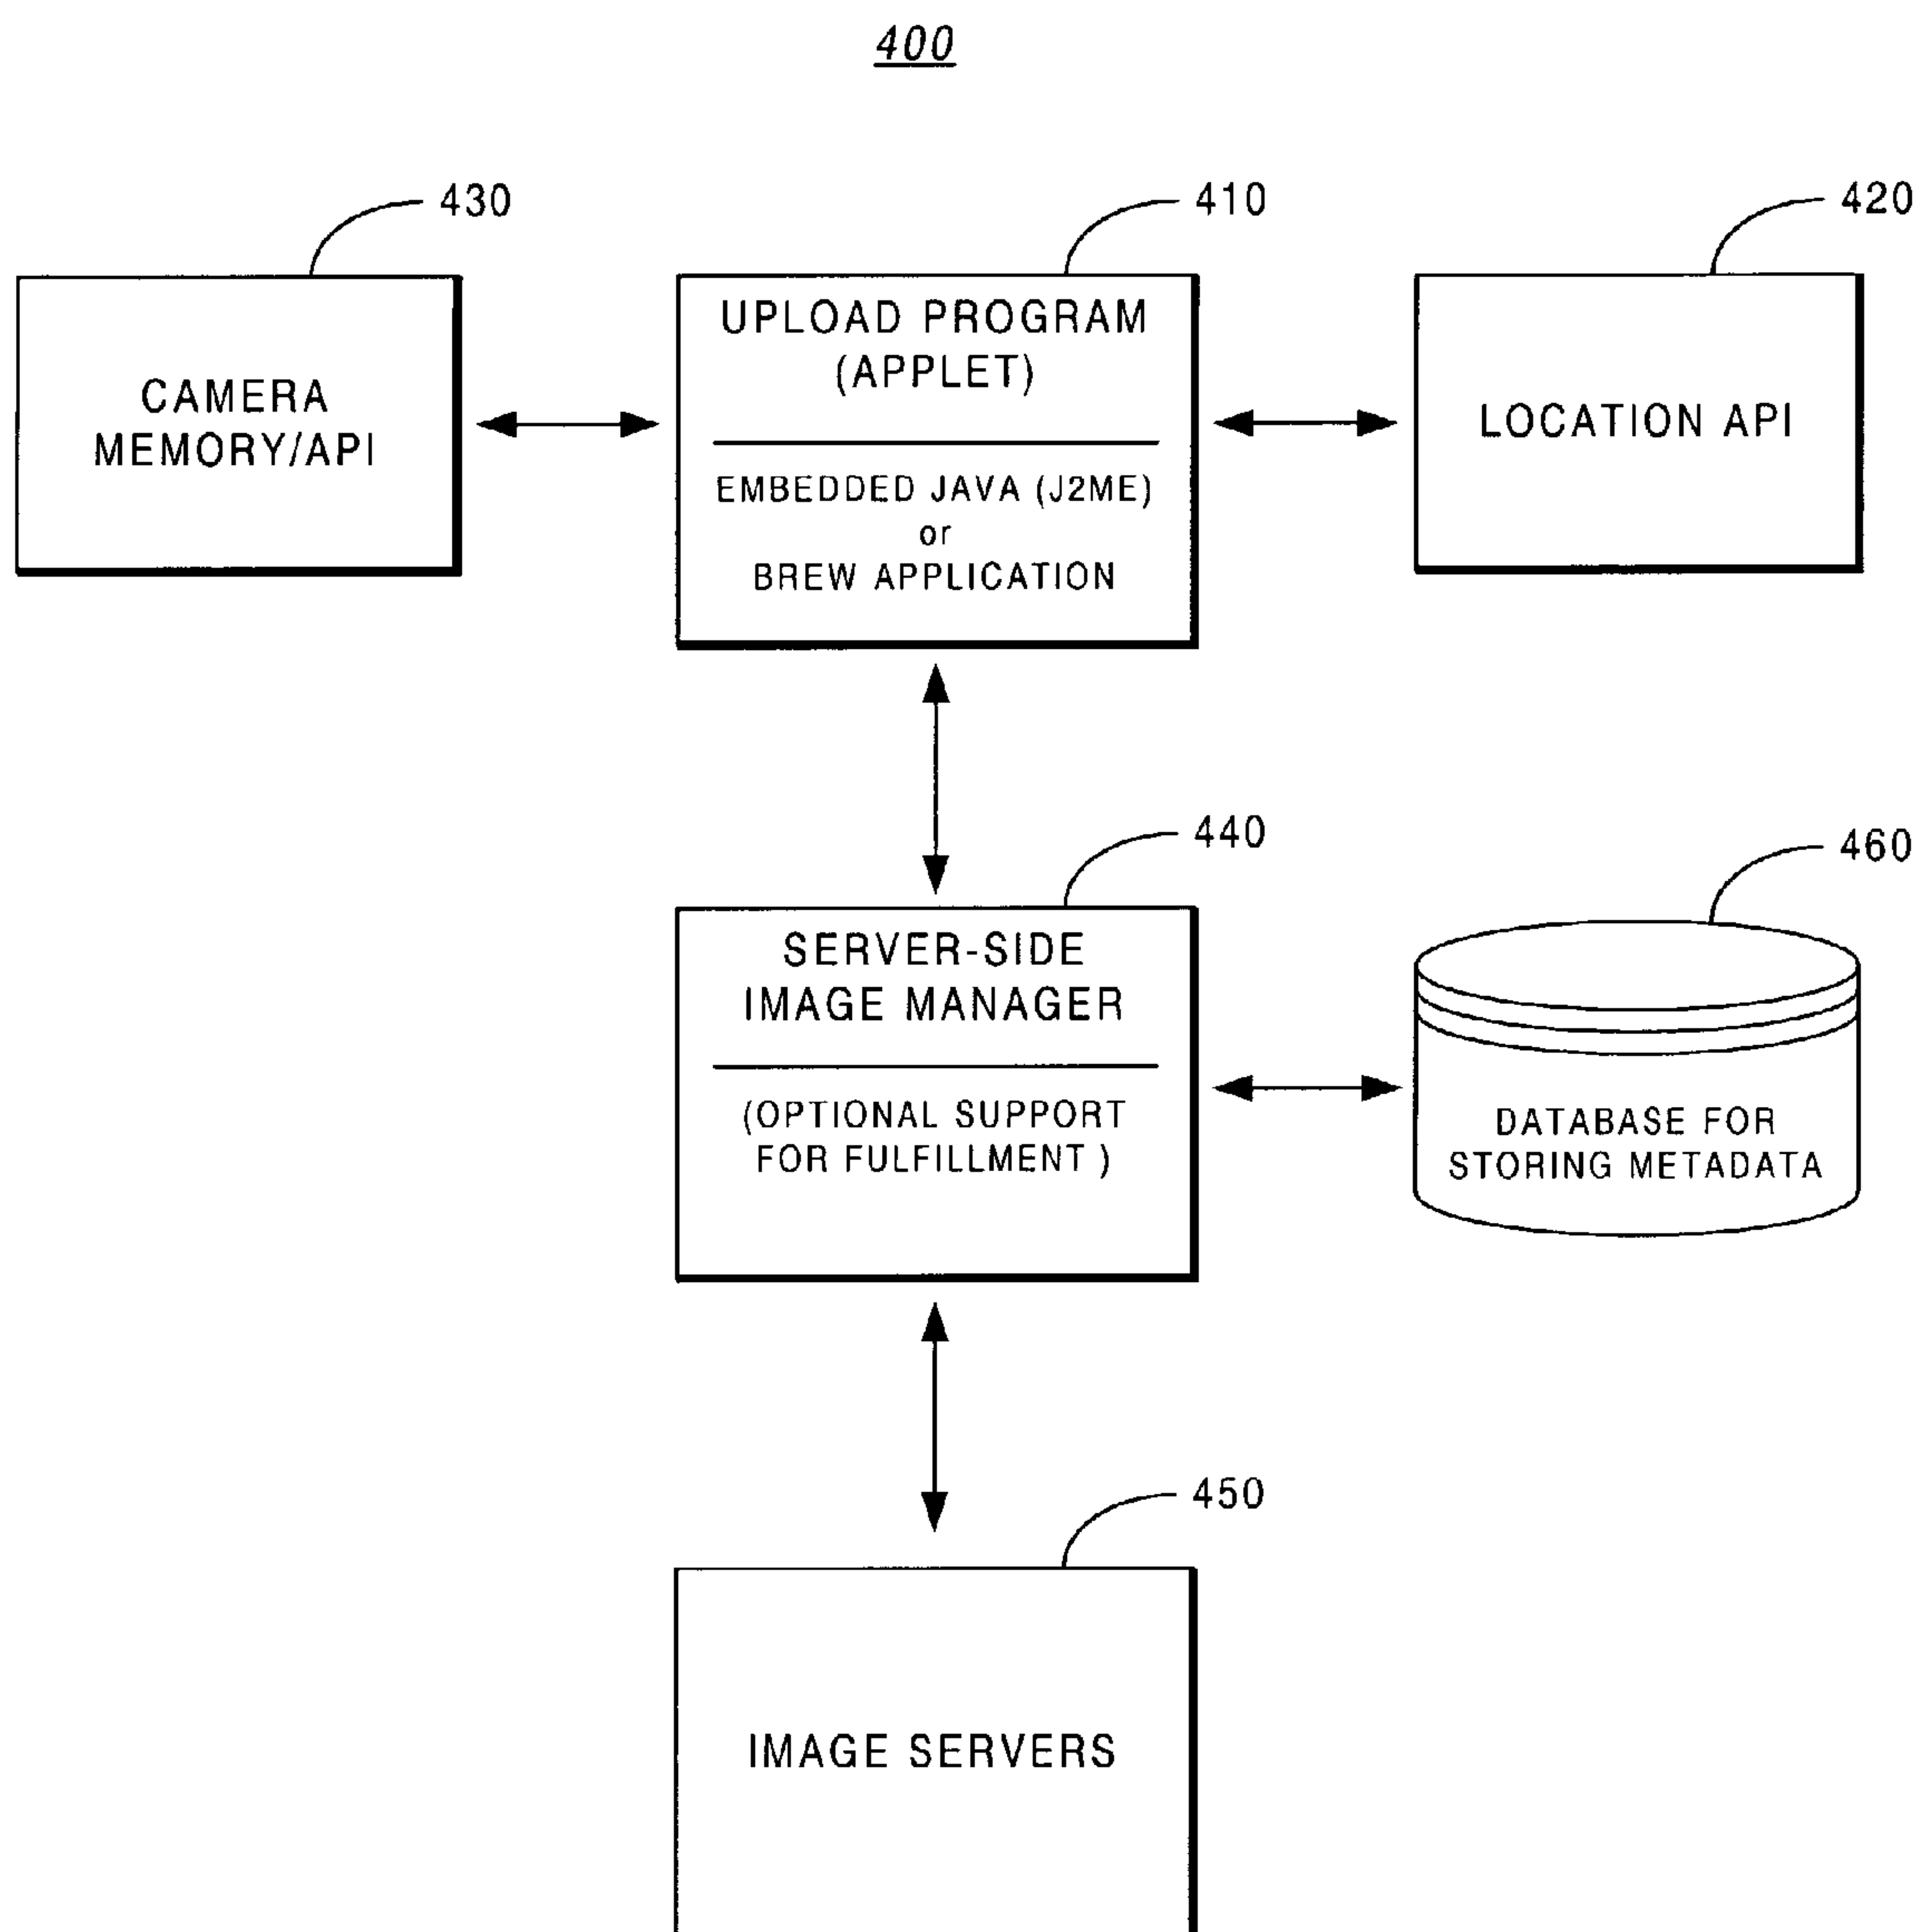 400
430
410
420
CAMERA
MEMORY/API
UPLOAD PROGRAM
(APPLET)
EMBEDDED JAVA (J2ME)
or
BREW APPLICATION
LOCATION API
440
460
SERVER-SIDE
IMAGE MANAGER
(OPTIONAL SUPPORT
FOR FULFILLMENT )
DATABASE FOR
STORING METADATA
450
IMAGE SERVERS